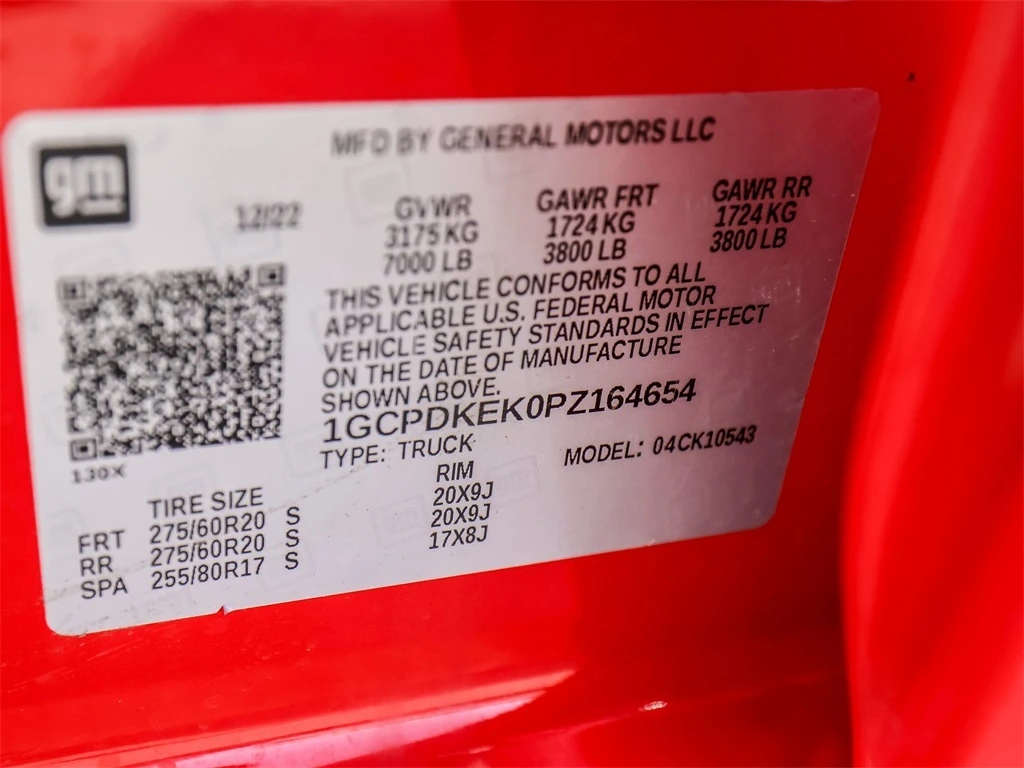 gm
MFD BY GENERAL MOTORS LLC
12/22 GVWR GAWR FRT GAWR RR
3175 KG 1724 KG 1724 KG
7000 LB 3800 LB 3800 LB
THIS VEHICLE CONFORMS TO ALL
APPLICABLE U.S. FEDERAL MOTOR
VEHICLE SAFETY STANDARDS IN EFFECT
ON THE DATE OF MANUFACTURE
SHOWN ABOVE.
1GCPDKEK0PZ164654
130X
TYPE: TRUCK MODEL: 04CK10543
TIRE SIZE RIM
FRT 275/60R20 S 20X9J
RR 275/60R20 S 20X9J
SPA 255/80R17 S 17X8J